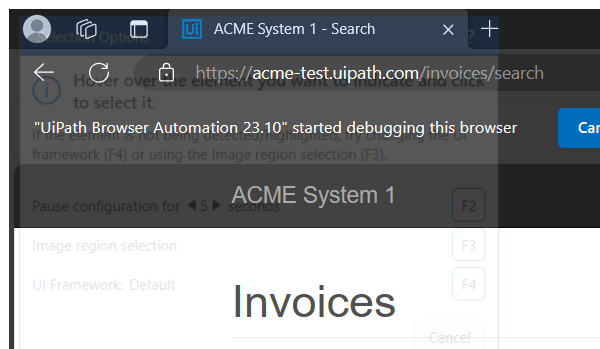 Ui ACME System 1 - Search
Selection Options ?
https://acme-test.uipath.com/invoices/search
Hover over the element you want to indicate and click
to select it.
"UiPath Browser Automation 23.10" started debugging this browser
Can
If the element is not being detected/highlighted, try changing the UI
framework (F4) or using the Image region selection (F3).
ACME System 1
Pause configuration for 5 seconds F2
Image region selection F3
UI Framework: Default F4
Invoices
Cancel